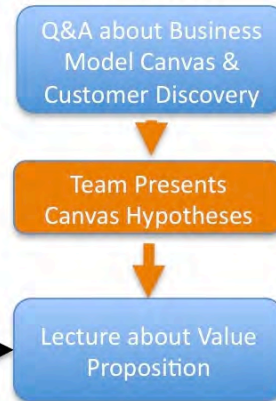 Q&A about Business
Model Canvas &
Customer Discovery
Team Presents
Canvas Hypotheses
Lecture about Value
Proposition